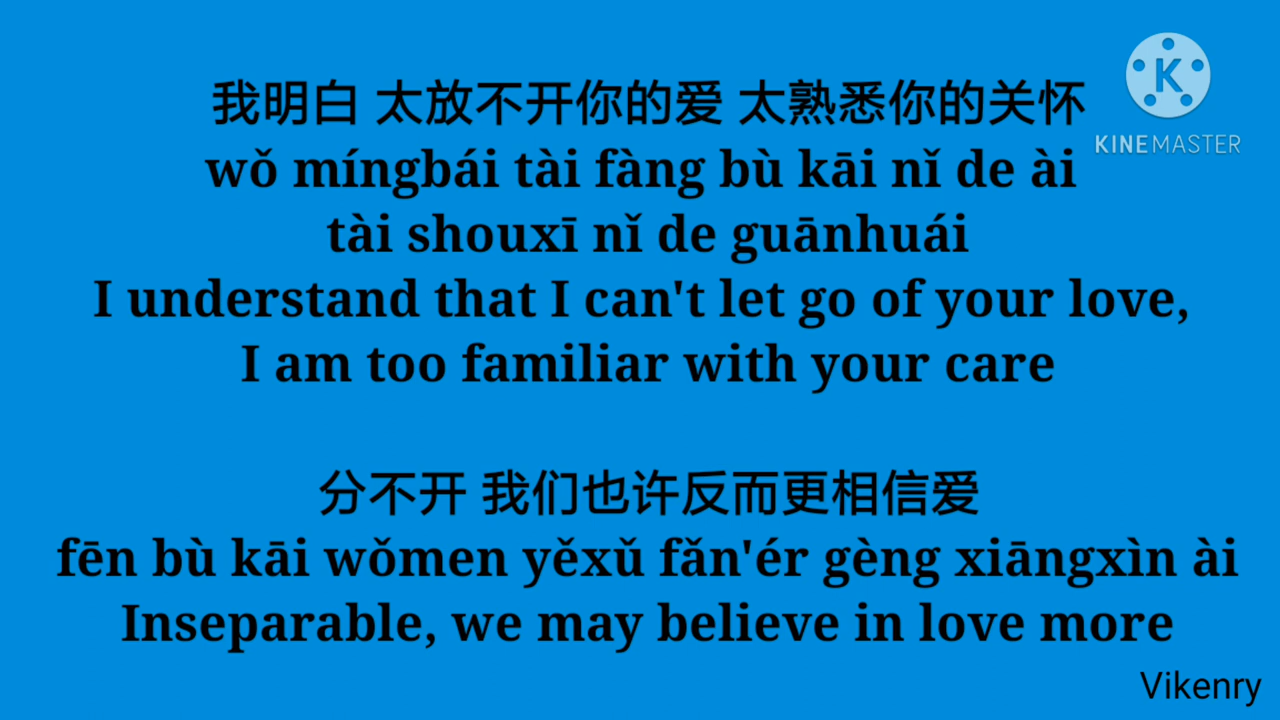 我明白 太放不开你的爱 太熟悉你的关怀
wǒ míngbái tài fàng bù kāi nǐ de ài
tài shouxī nǐ de guānhuái
I understand that I can't let go of your love,
I am too familiar with your care
分不开 我们也许反而更相信爱
fēn bù kāi wǒmen yěxǔ fǎn'ér gèng xiāngxìn ài
Inseparable, we may believe in love more
K
KINEMASTER
Vikenry